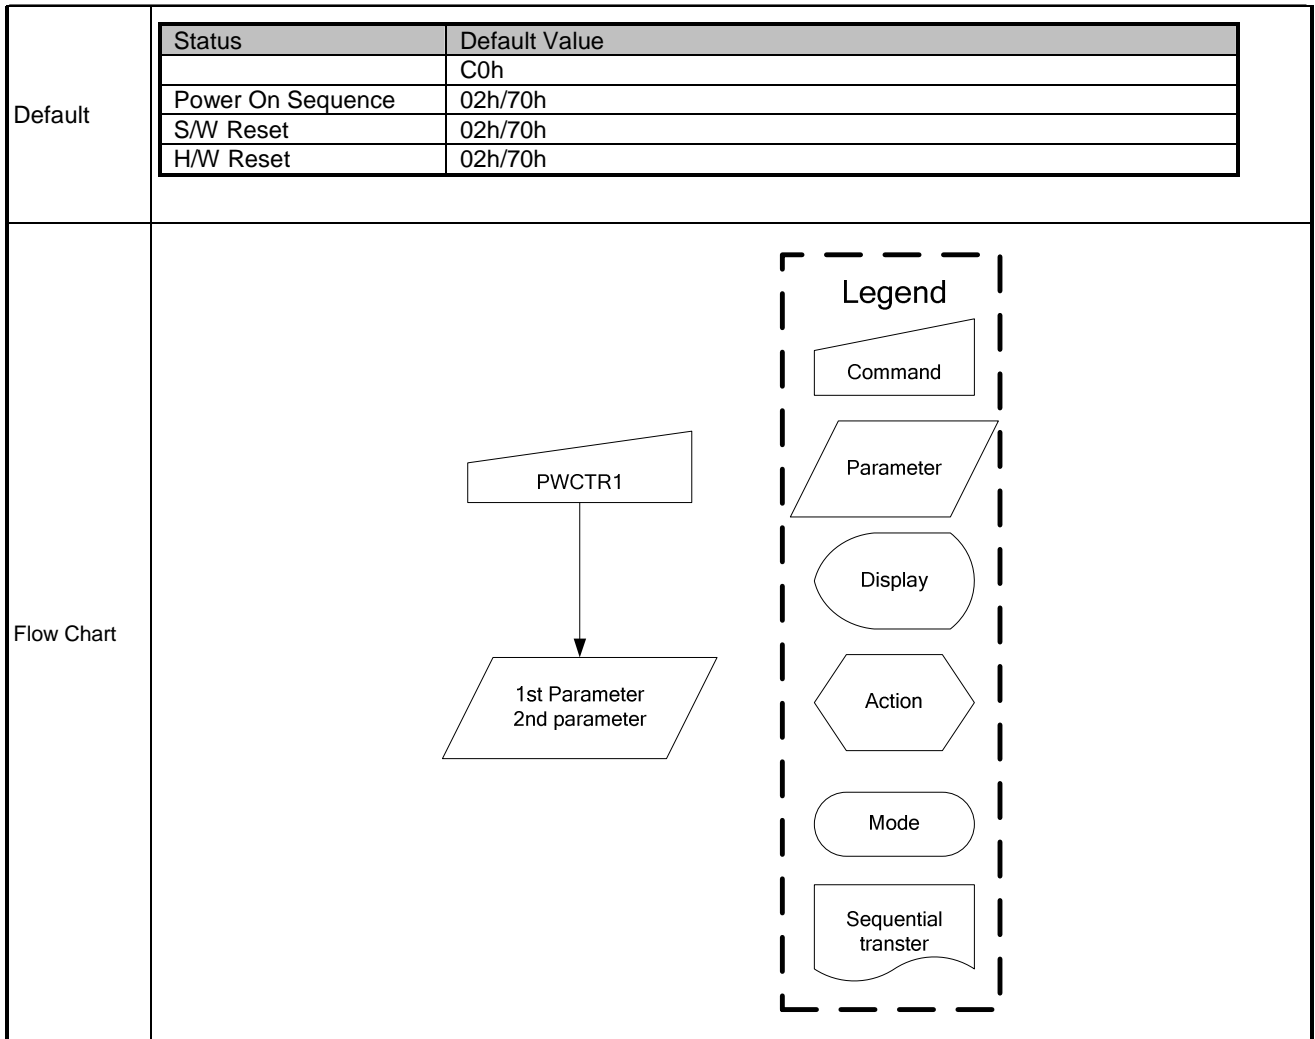 Default
Status Default Value
C0h
Power On Sequence 02h/70h
S/W Reset 02h/70h
H/W Reset 02h/70h
Flow Chart
PWCTR1
1st Parameter
2nd parameter
Legend
Command
Parameter
Display
Action
Mode
Sequential
transter